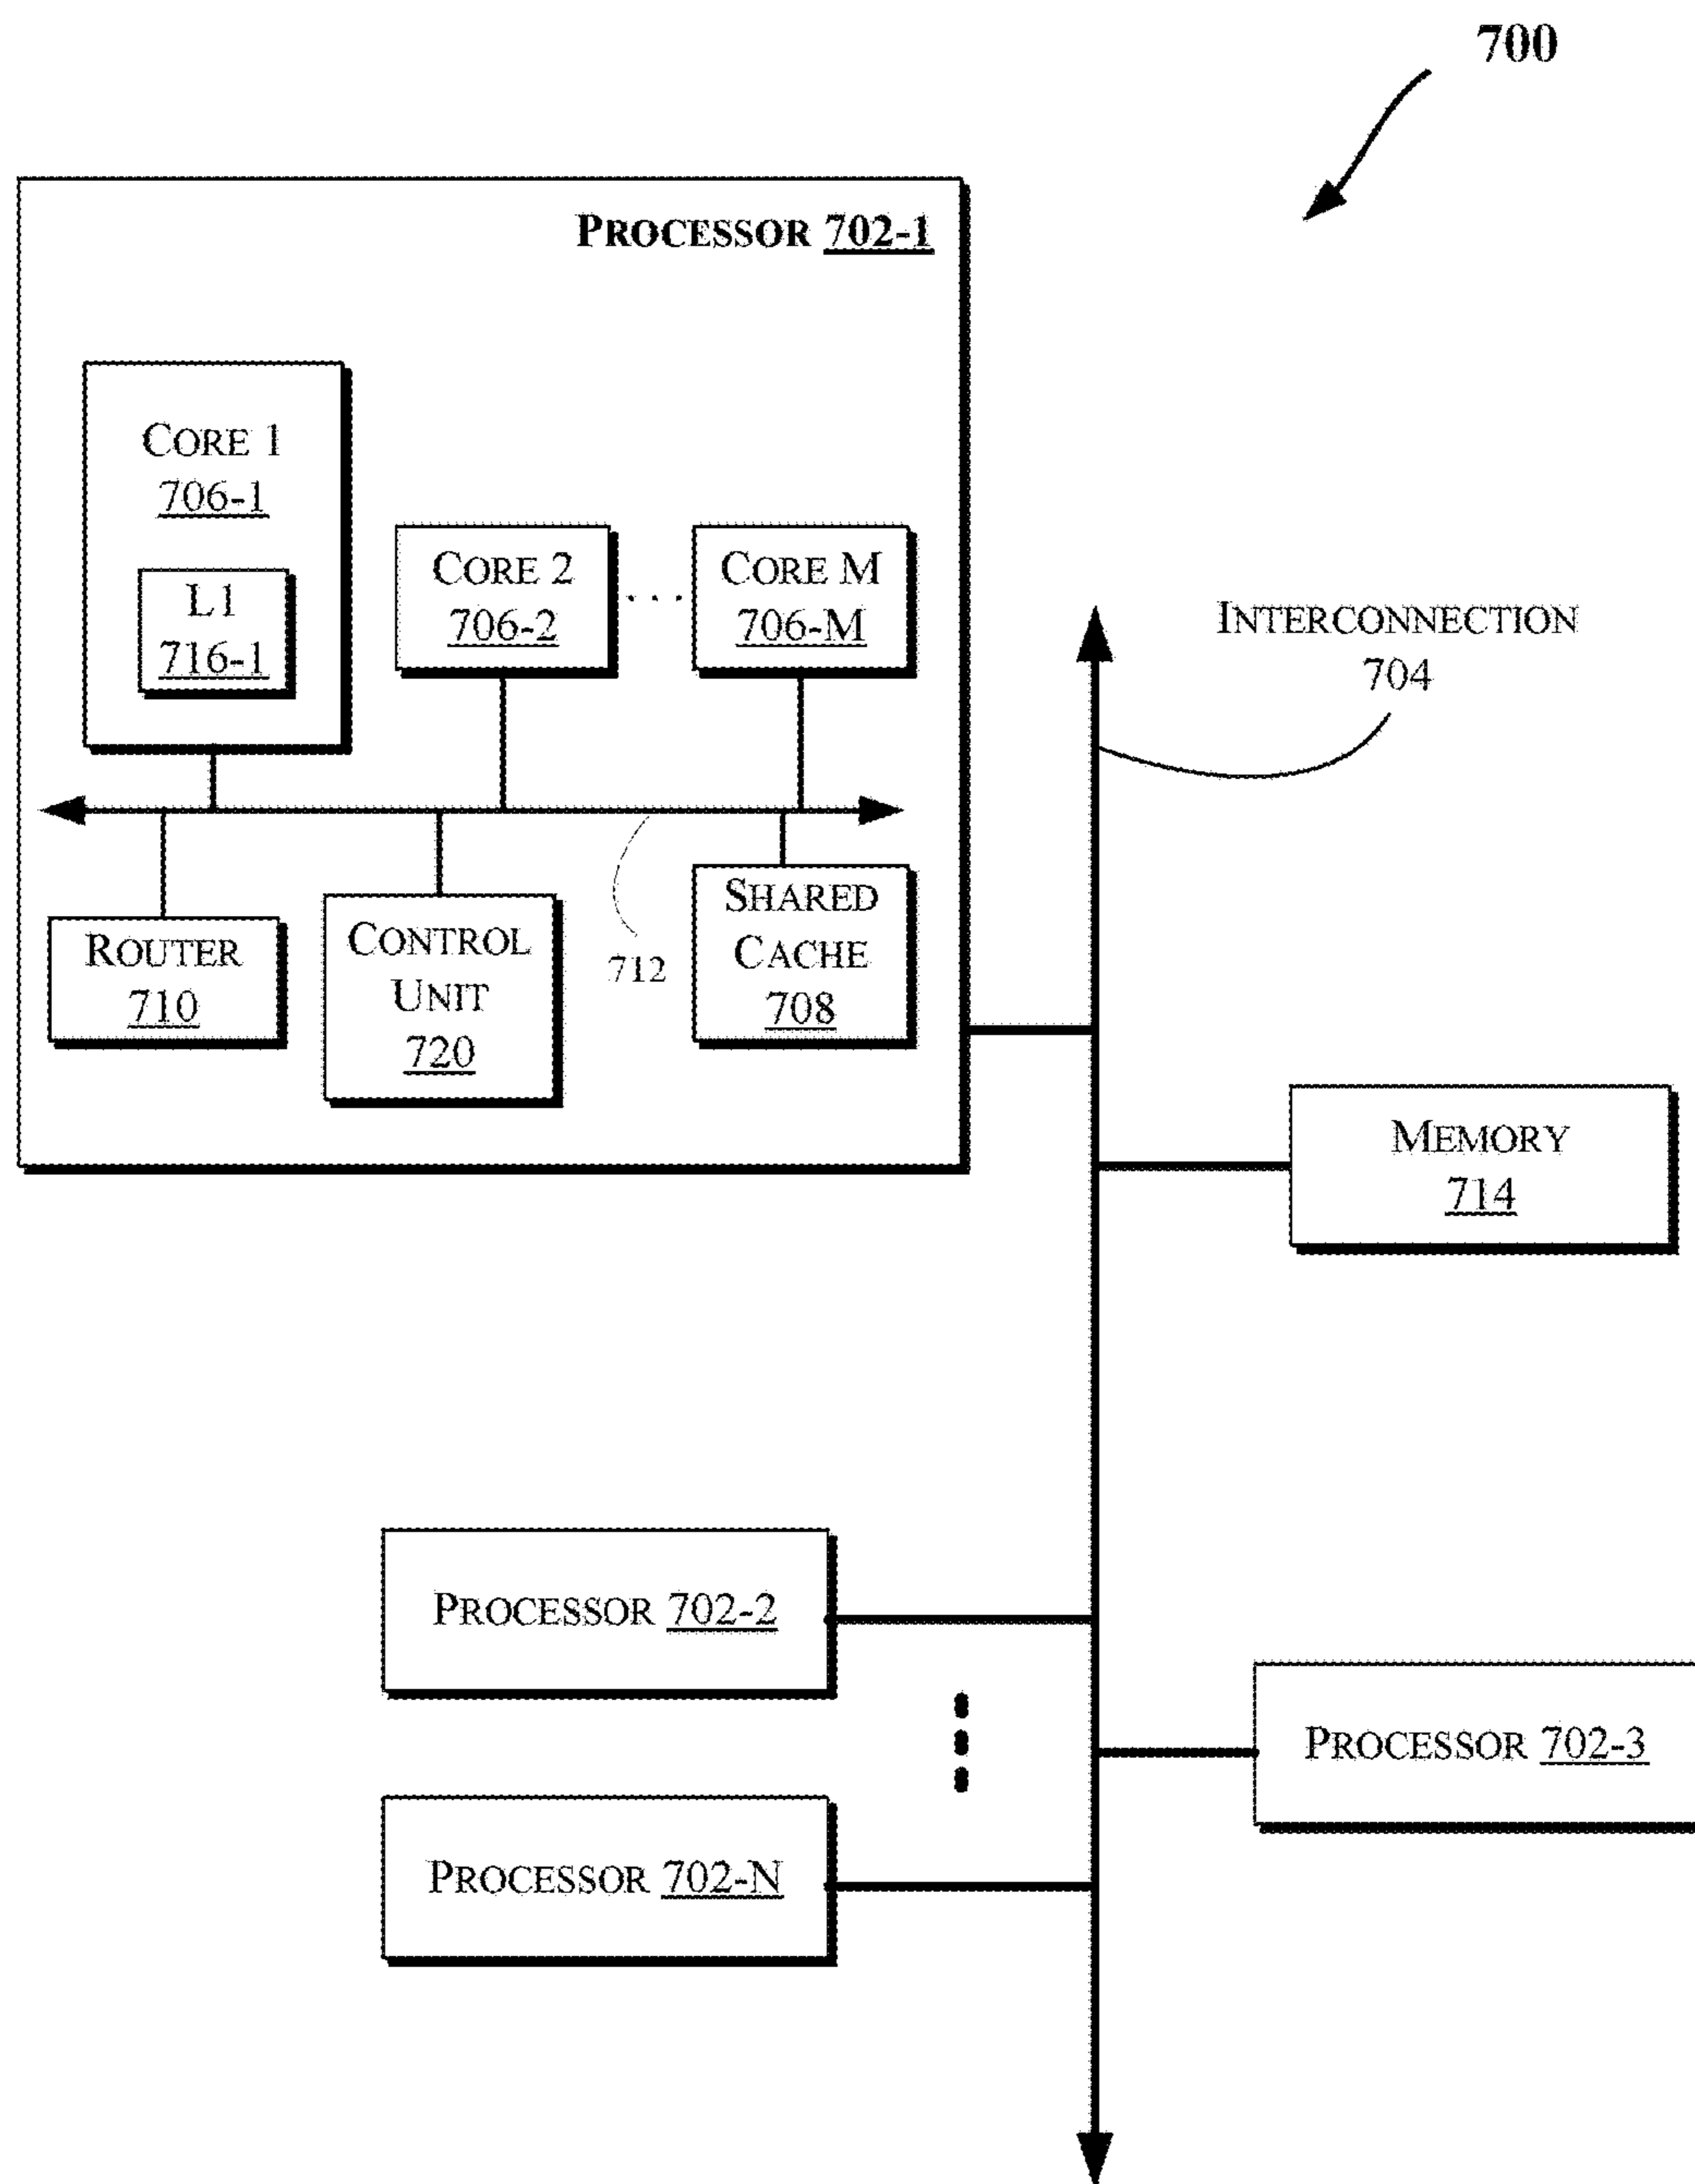 700
PROCESSOR 702-1
CORE 1
706-1
L1
716-1
CORE 2
706-2
. . .
CORE M
706-M
ROUTER
710
CONTROL
UNIT
720
712
SHARED
CACHE
708
INTERCONNECTION
704
MEMORY
714
PROCESSOR 702-2
PROCESSOR 702-3
PROCESSOR 702-N